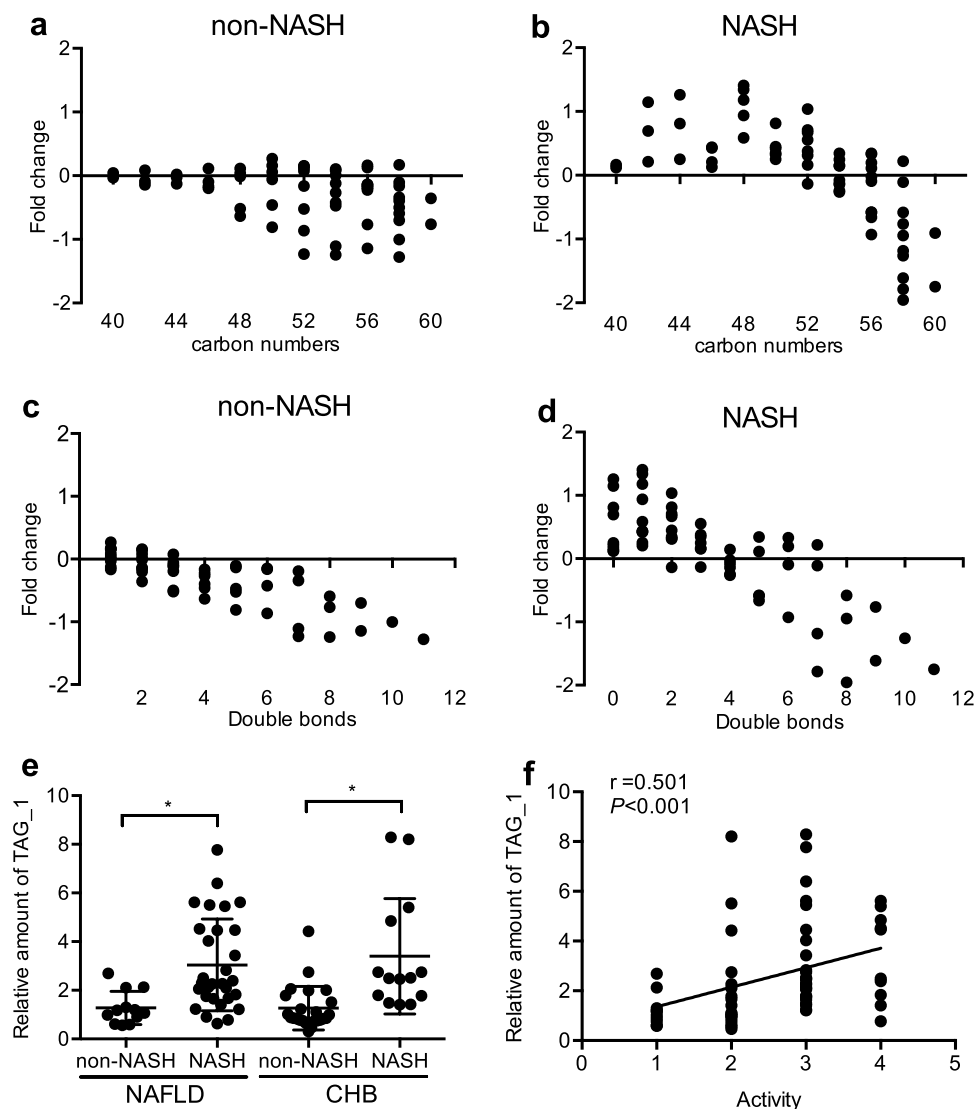 a non-NASH
2
1
0
-1
-2
Fold change
40 44 48 52 56 60
carbon numbers
b NASH
2
1
0
-1
-2
Fold change
40 44 48 52 56 60
carbon numbers
c non-NASH
2
1
0
-1
-2
Fold change
2 4 6 8 10 12
Double bonds
d NASH
2
1
0
-1
-2
Fold change
0 2 4 6 8 10 12
Double bonds
e
10
8
6
4
2
0
Relative amount of TAG_1
* *
non-NASH NASH non-NASH NASH
NAFLD CHB
f
r =0.501
P<0.001
10
8
6
4
2
0
Relative amount of TAG_1
0 1 2 3 4 5
Activity